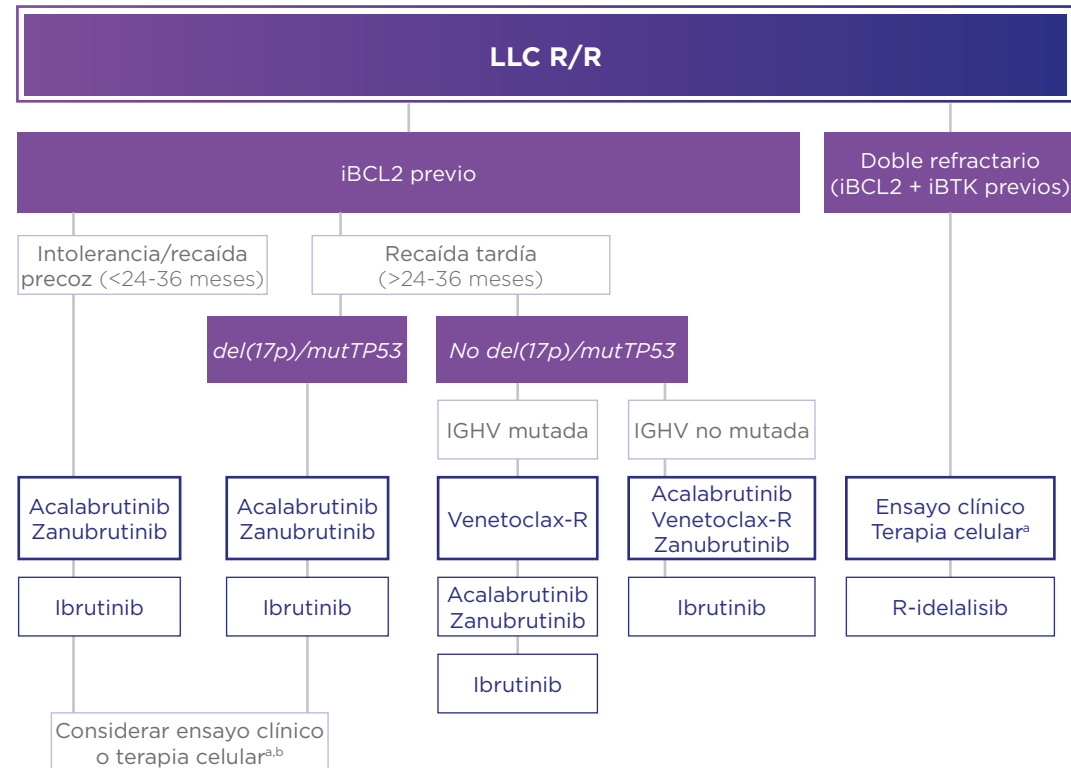 LLC R/R
iBCL2 previo
Doble refractario
(iBCL2 + iBTK previos)
Intolerancia/recaída
precoz (<24-36 meses)
Recaída tardía
(>24-36 meses)
del(17p)/mutTP53
No del(17p)/mutTP53
IGHV mutada
IGHV no mutada
Acalabrutinib
Zanubrutinib
Acalabrutinib
Zanubrutinib
Venetoclax-R
Acalabrutinib
Venetoclax-R
Zanubrutinib
Ensayo clínico
Terapia celularᵃ
Ibrutinib
Ibrutinib
Acalabrutinib
Zanubrutinib
Ibrutinib
R-idelalisib
Ibrutinib
Considerar ensayo clínico
o terapia celularᵃ,ᵇ